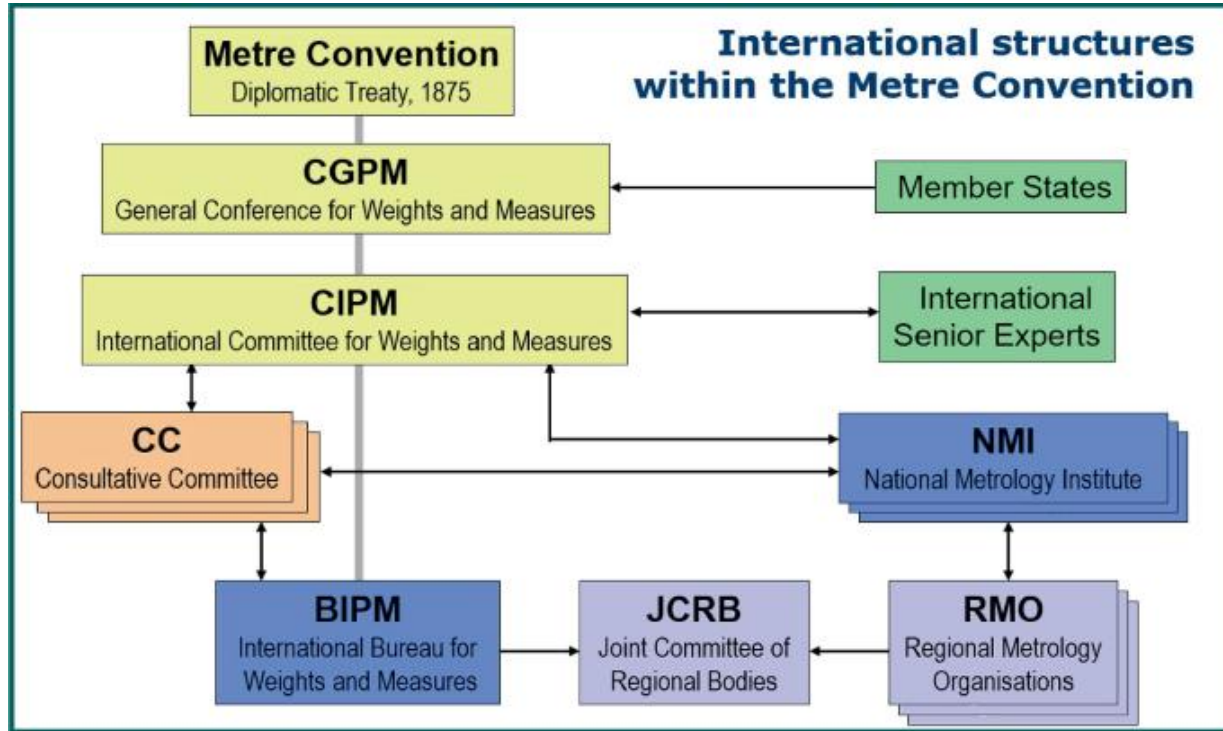 International structures
within the Metre Convention
Metre Convention
Diplomatic Treaty, 1875
CGPM
General Conference for Weights and Measures
Member States
CIPM
International Committee for Weights and Measures
International
Senior Experts
CC
Consultative Committee
NMI
National Metrology Institute
BIPM
International Bureau for
Weights and Measures
JCRB
Joint Committee of
Regional Bodies
RMO
Regional Metrology
Organisations